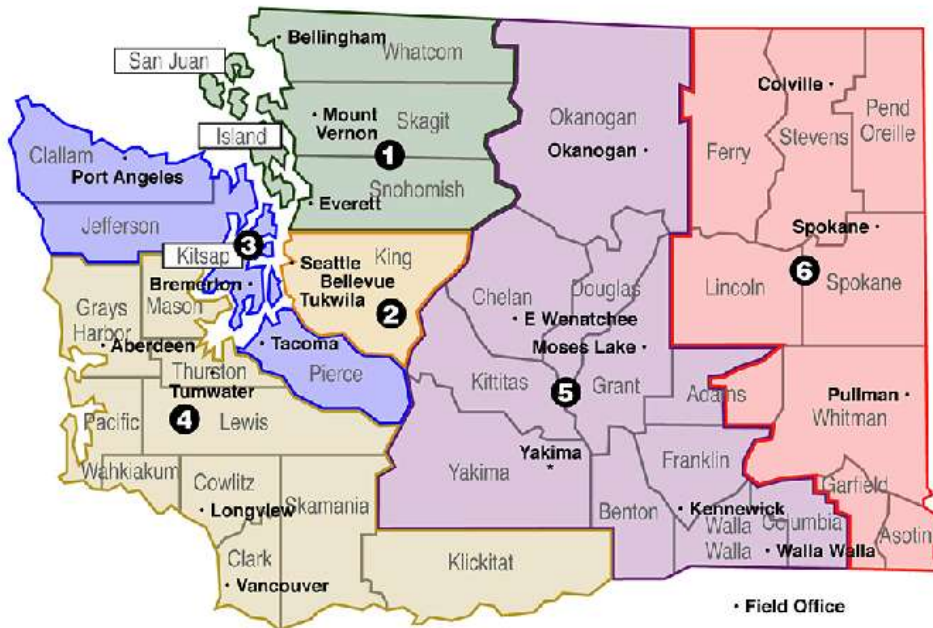 Bellingham
Whatcom
San Juan
Mount
Vernon
Skagit
Island
1
Snohomish
Everett
Clallam
Port Angeles
Jefferson
Kitsap
3
Bremerton
Seattle
King
Bellevue
Tukwila
2
Grays
Harbor
Mason
Aberdeen
Thurston
Tumwater
Tacoma
Pierce
Pacific
4
Lewis
Wahkiakum
Cowlitz
Longview
Skamania
Clark
Vancouver
Klickitat
Okanogan
Okanogan
Chelan
Douglas
E Wenatchee
Moses Lake
Kittitas
5
Grant
Adams
Yakima
Yakima
Franklin
Benton
Kennewick
Walla
Walla
Columbia
Walla Walla
Colville
Pend
Oreille
Ferry
Stevens
Spokane
6
Lincoln
Spokane
Pullman
Whitman
Garfield
Asotin
Field Office